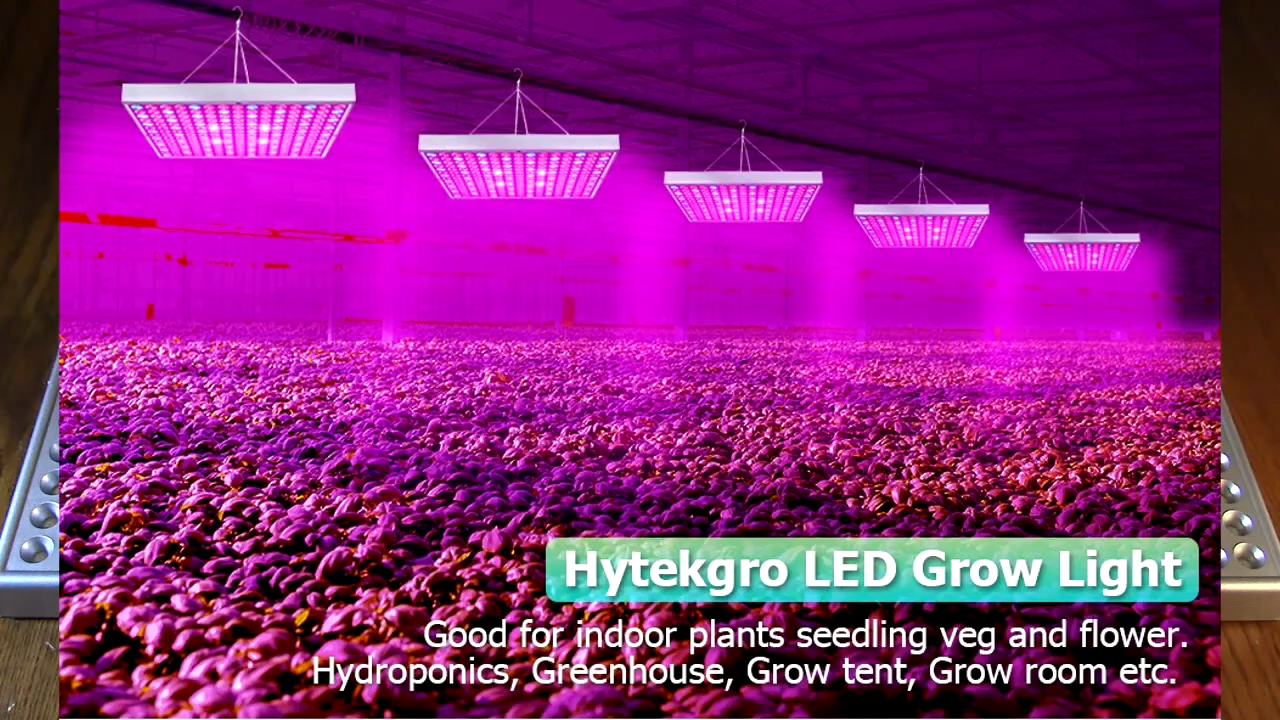 Hytekgro LED Grow Light
Good for indoor plants seedling veg and flower.
Hydroponics, Greenhouse, Grow tent, Grow room etc.